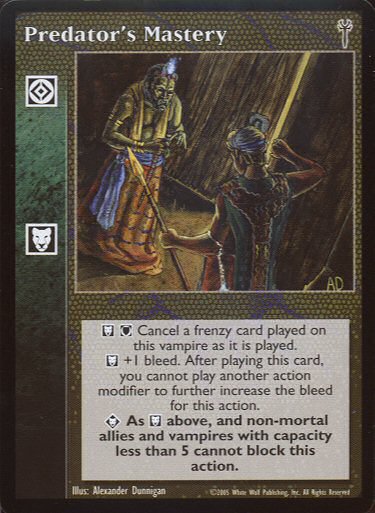 Predator's Mastery
AD
Cancel a frenzy card played on
this vampire as it is played.
+1 bleed. After playing this card,
you cannot play another action
modifier to further increase the bleed
for this action.
As above, and non-mortal
allies and vampires with capacity
less than 5 cannot block this
action.
Illus: Alexander Dunnigan ©2005 White Wolf Publishing, Inc. All Rights Reserved